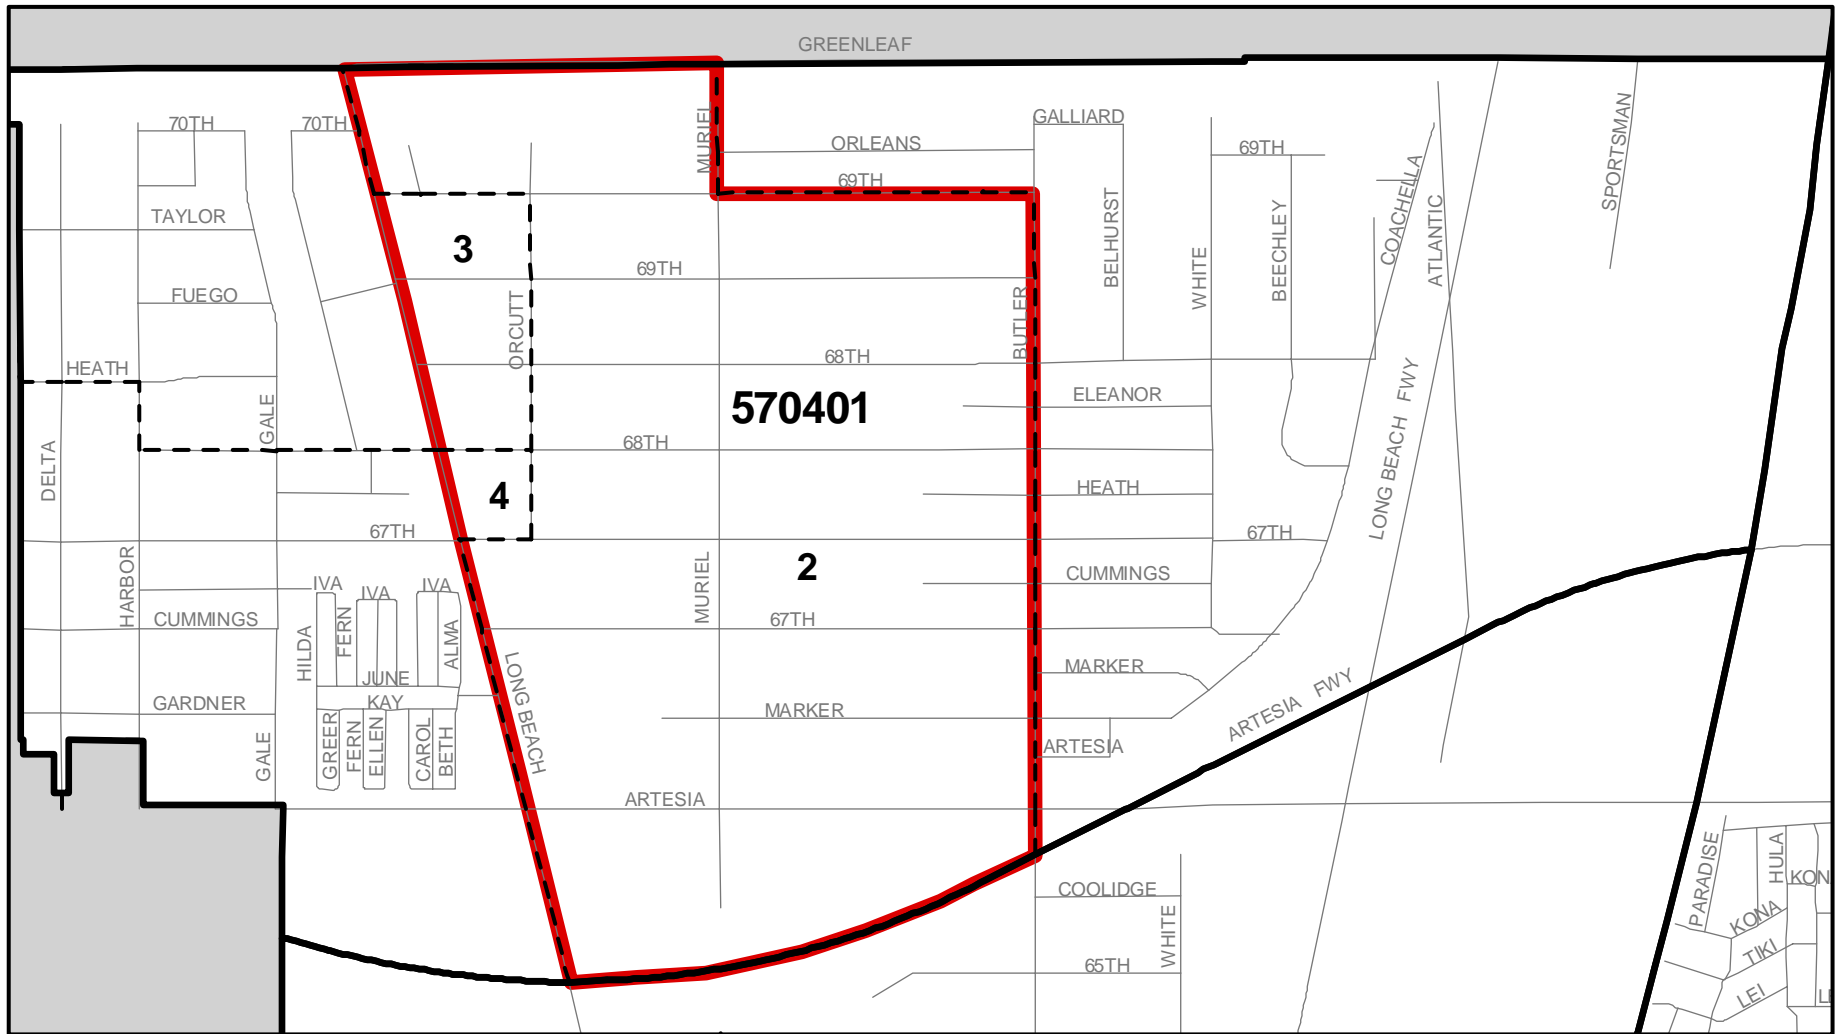 GREENLEAF
70TH
70TH
MURIEL
ORLEANS
GALLIARD
69TH
SPORTSMAN
69TH
TAYLOR
BELHURST
COACHELLA
ATLANTIC
3
69TH
WHITE
BEECHLEY
FUEGO
ORCUTT
BUTLER
HEATH
68TH
ELEANOR
570401
LONG BEACH FWY
GALE
68TH
DELTA
4
HEATH
67TH
67TH
2
HARBOR
MURIEL
CUMMINGS
IVA
IVA
IVA
CUMMINGS
HILDA
FERN
ALMA
67TH
JUNE
MARKER
KAY
LONG BEACH
GARDNER
MARKER
ARTESIA FWY
GALE
GREER
FERN
ELLEN
CAROL
BETH
ARTESIA
ARTESIA
PARADISE
HULA
KON
COOLIDGE
KONA
WHITE
TIKI
65TH
LEI